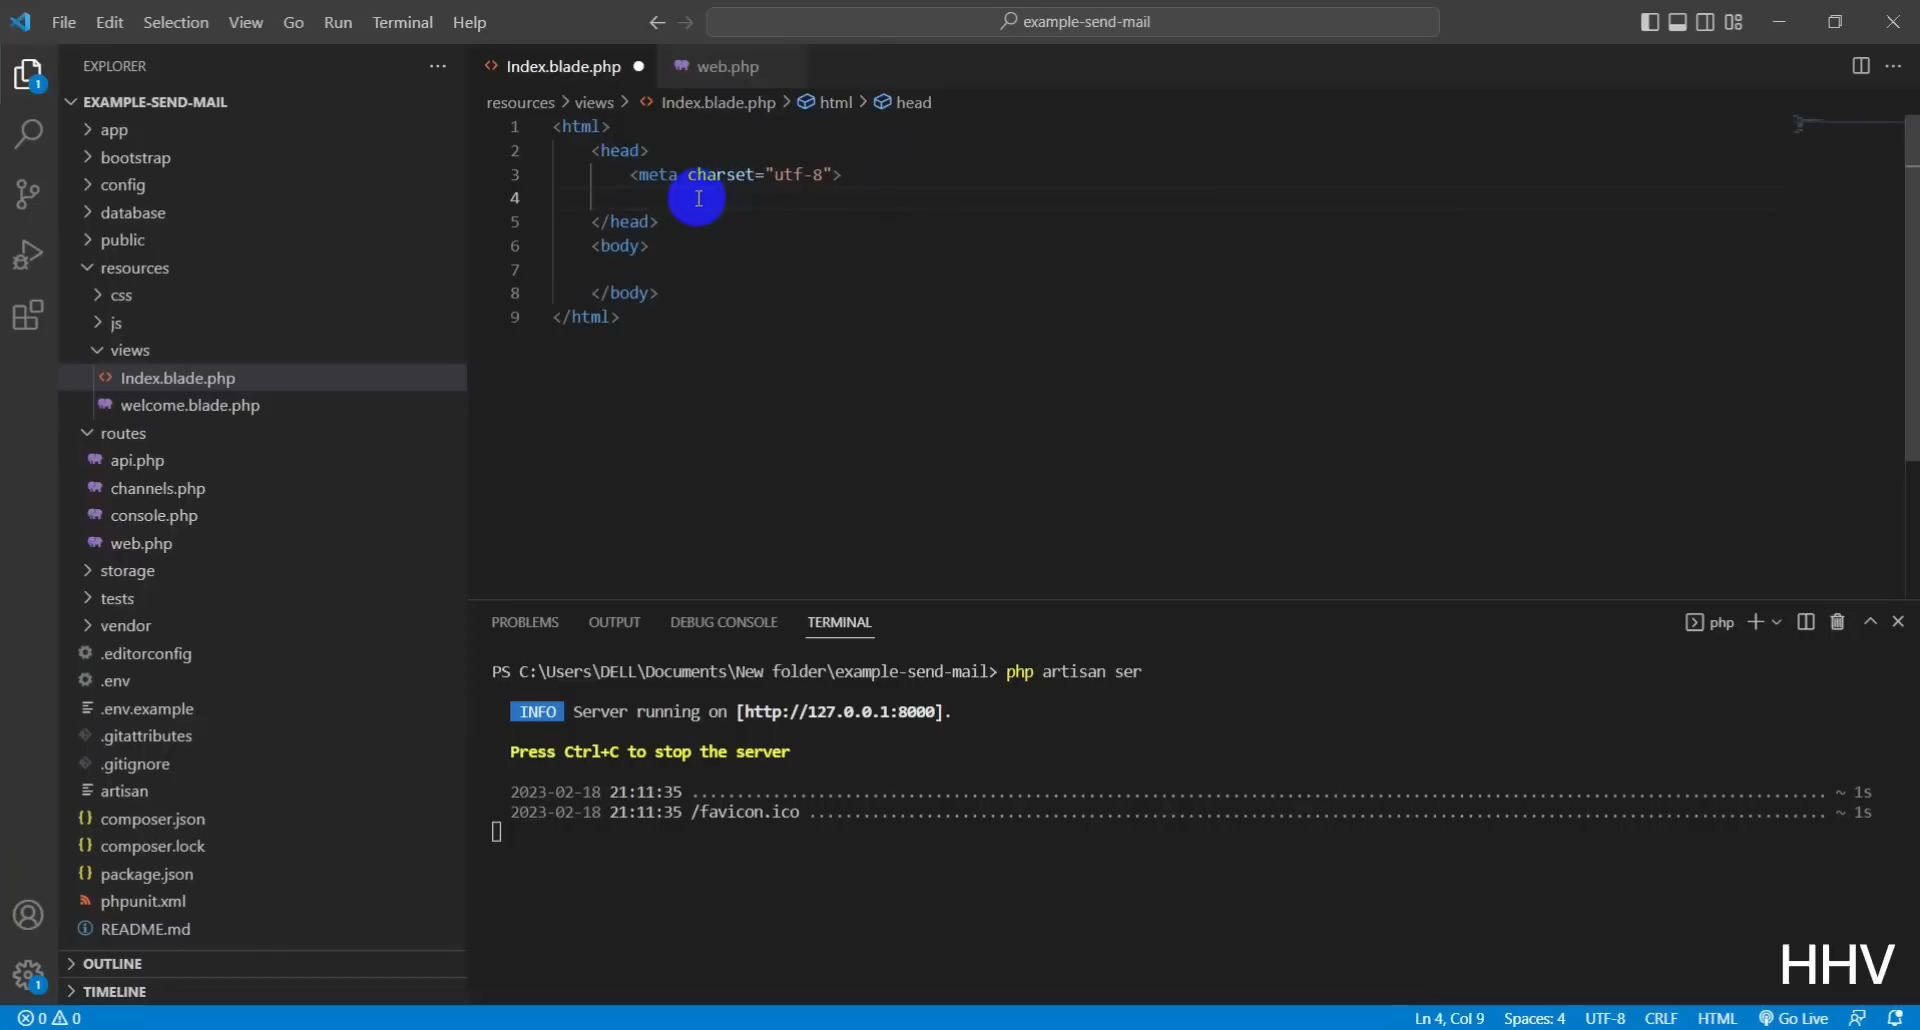 File Edit Selection View Go Run Terminal Help
example-send-mail
EXPLORER
EXAMPLE-SEND-MAIL
app
bootstrap
config
database
public
resources
css
js
views
Index.blade.php
welcome.blade.php
routes
api.php
channels.php
console.php
web.php
storage
tests
vendor
.editorconfig
.env
.env.example
.gitattributes
.gitignore
artisan
composer.json
composer.lock
package.json
phpunit.xml
README.md
OUTLINE
TIMELINE
1
1
Index.blade.php web.php
resources > views > Index.blade.php > html > head
1 <html>
2 <head>
3 <meta charset="utf-8">
4
5 </head>
6 <body>
7
8 </body>
9 </html>
PROBLEMS OUTPUT DEBUG CONSOLE TERMINAL
php
PS C:\Users\DELL\Documents\New folder\example-send-mail> php artisan ser
INFO Server running on [http://127.0.0.1:8000].
Press Ctrl+C to stop the server
2023-02-18 21:11:35 ........................................................................................................................ ~ 1s
2023-02-18 21:11:35 /favicon.ico ........................................................................................................... ~ 1s
HHV
0 0
Ln 4, Col 9 Spaces: 4 UTF-8 CRLF HTML Go Live